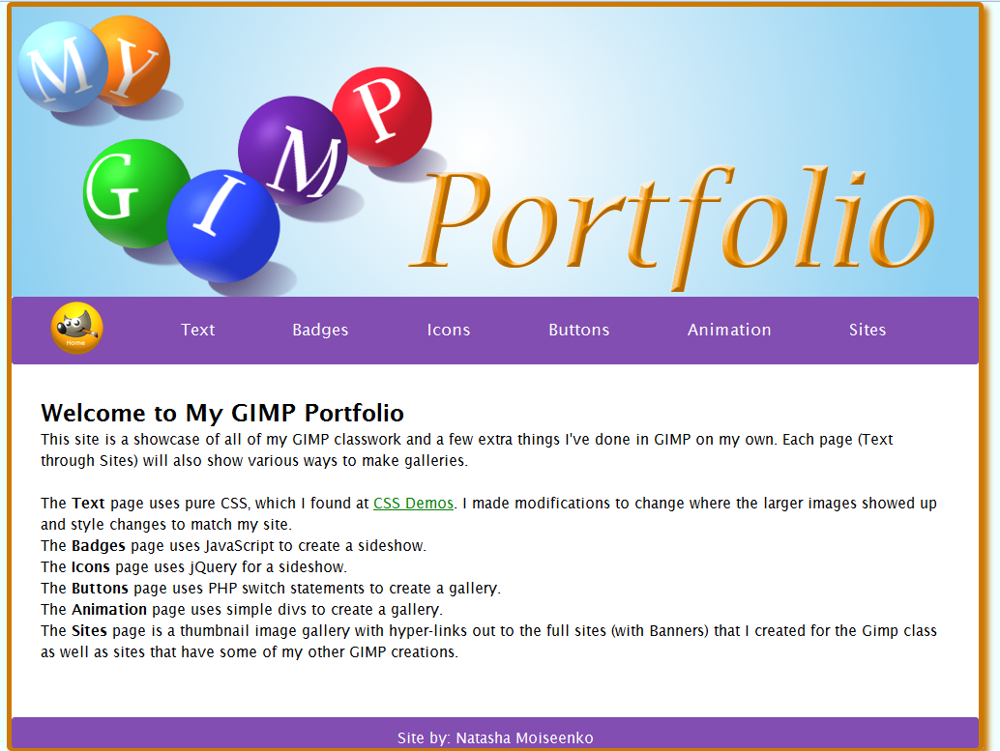 MY
GIMP
Portfolio
Home
Text Badges Icons Buttons Animation Sites
Welcome to My GIMP Portfolio
This site is a showcase of all of my GIMP classwork and a few extra things I've done in GIMP on my own. Each page (Text
through Sites) will also show various ways to make galleries.
The Text page uses pure CSS, which I found at CSS Demos. I made modifications to change where the larger images showed up
and style changes to match my site.
The Badges page uses JavaScript to create a sideshow.
The Icons page uses jQuery for a sideshow.
The Buttons page uses PHP switch statements to create a gallery.
The Animation page uses simple divs to create a gallery.
The Sites page is a thumbnail image gallery with hyper-links out to the full sites (with Banners) that I created for the Gimp class
as well as sites that have some of my other GIMP creations.
Site by: Natasha Moiseenko